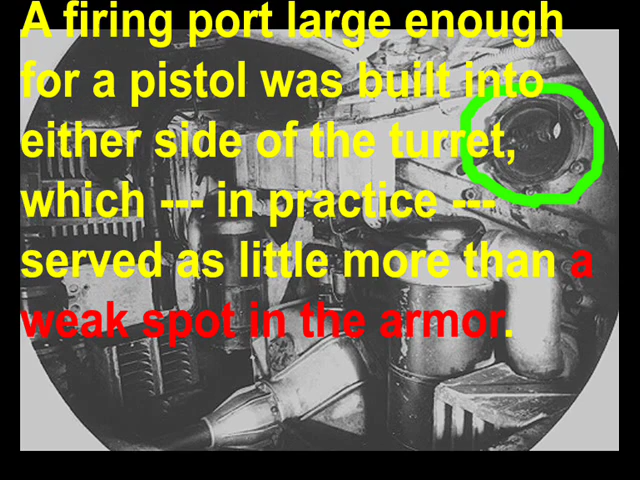 A firing port large enough
for a pistol was built into
either side of the turret,
which --- in practice ---
served as little more than a
weak spot in the armor.